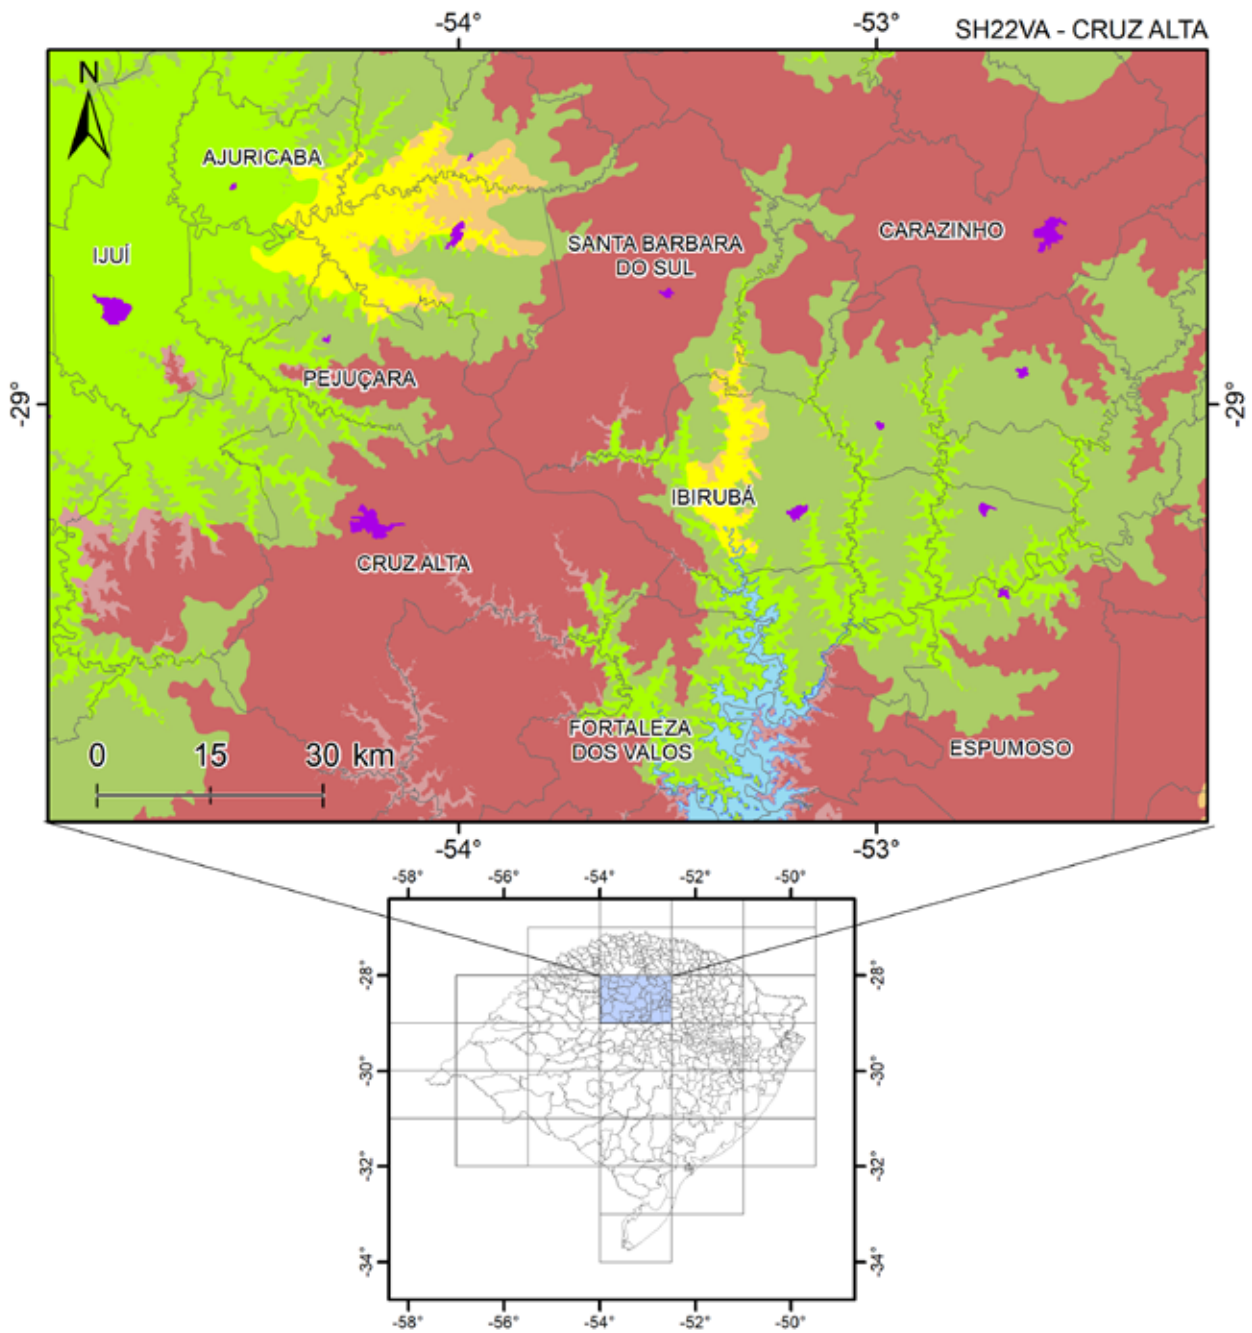 -54°
-53°
SH22VA - CRUZ ALTA
N
AJURICABA
IJUÍ
SANTA BARBARA
DO SUL
CARAZINHO
PEJUÇARA
-29°
-29°
IBIRUBÁ
CRUZ ALTA
FORTALEZA
DOS VALOS
ESPUMOSO
0 15 30 km
-54°
-53°
-58° -56° -54° -52° -50°
-28°
-28°
-30°
-30°
-32°
-32°
-34°
-34°
-58° -56° -54° -52° -50°